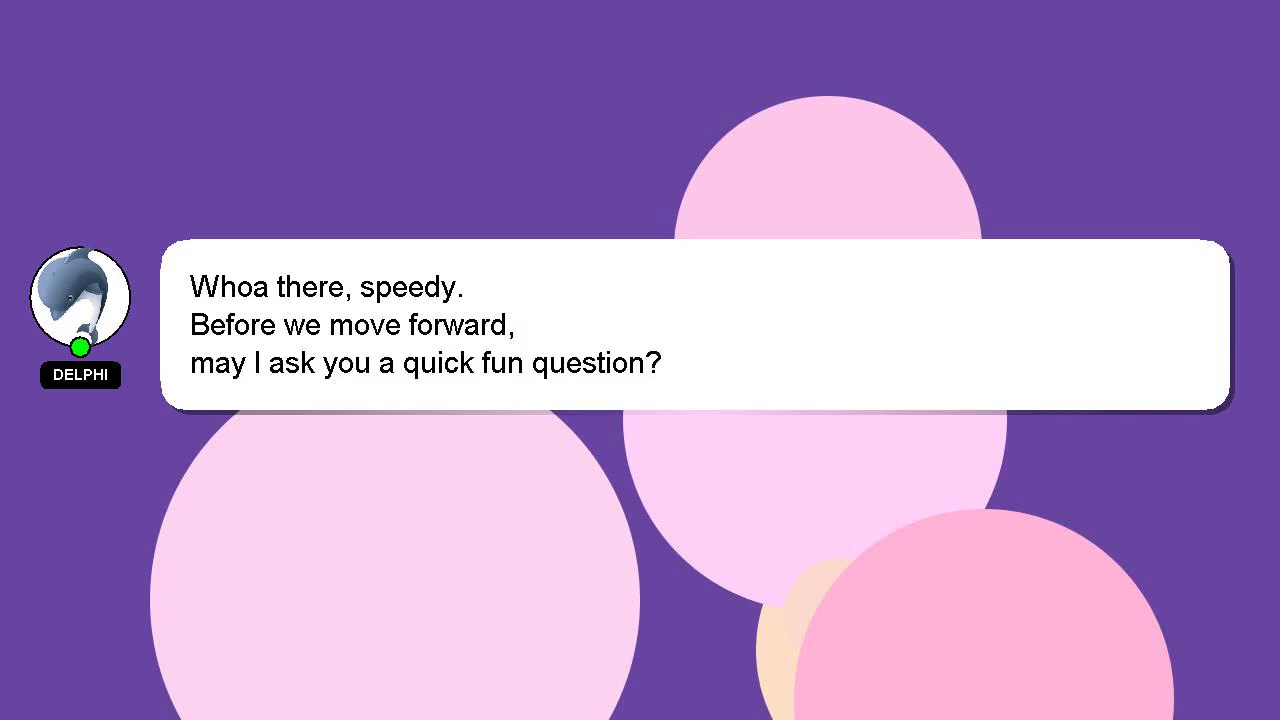 Whoa there, speedy.
Before we move forward,
may I ask you a quick fun question?
DELPHI